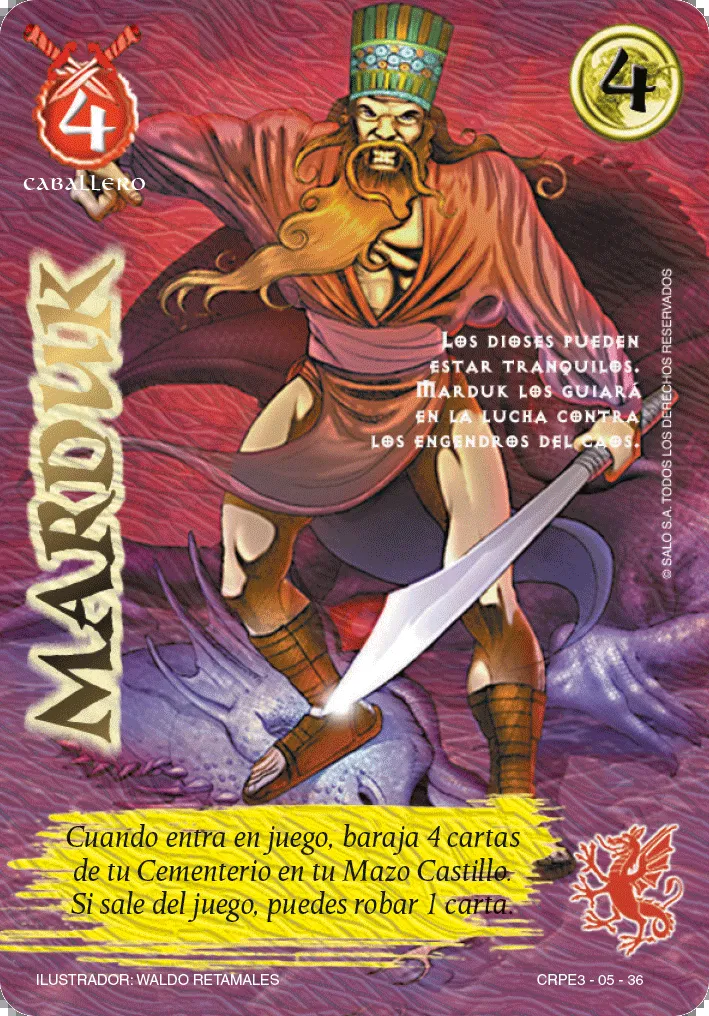 4
4
CABALLERO
MARDUK
Los dioses pueden
estar tranquilos.
Marduk los guiará
en la lucha contra
los engendros del caos.
© SALO S.A. TODOS LOS DERECHOS RESERVADOS
Cuando entra en juego, baraja 4 cartas
de tu Cementerio en tu Mazo Castillo.
Si sale del juego, puedes robar 1 carta.
ILUSTRADOR: WALDO RETAMALES
CRPE3 - 05 - 36